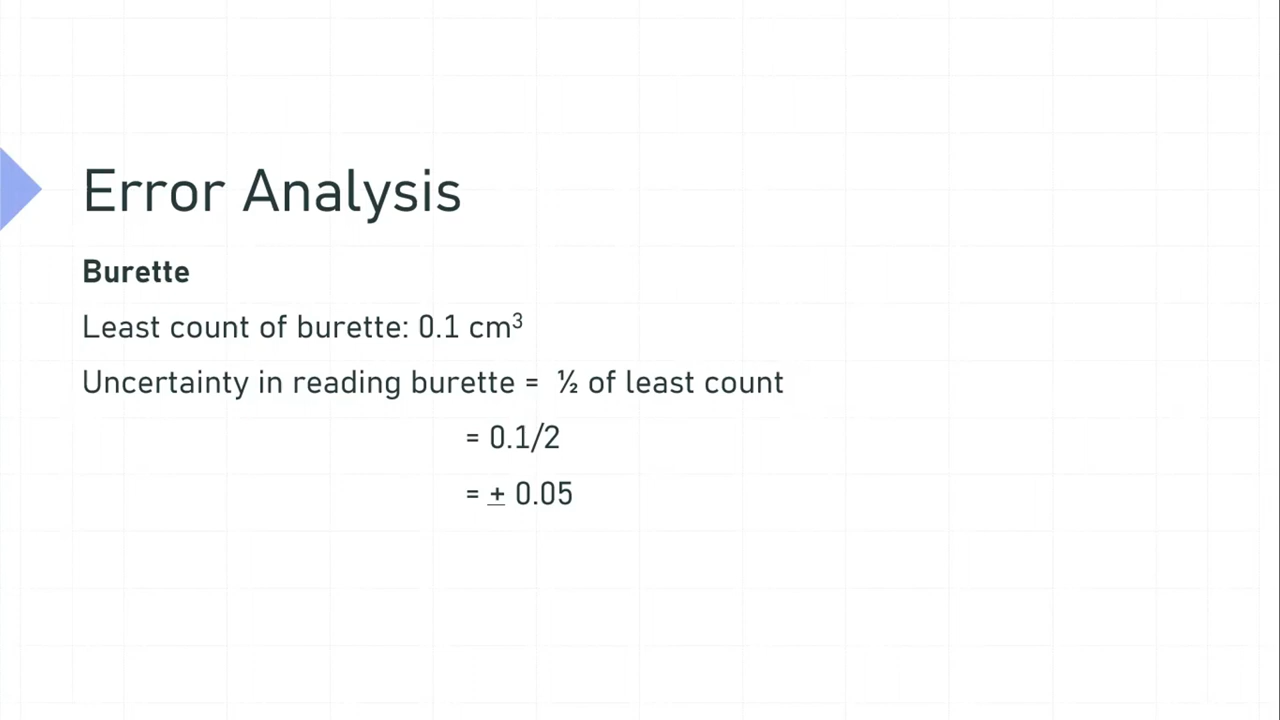 Error Analysis
Burette
Least count of burette: 0.1 cm³
Uncertainty in reading burette = ½ of least count
= 0.1/2
= ± 0.05